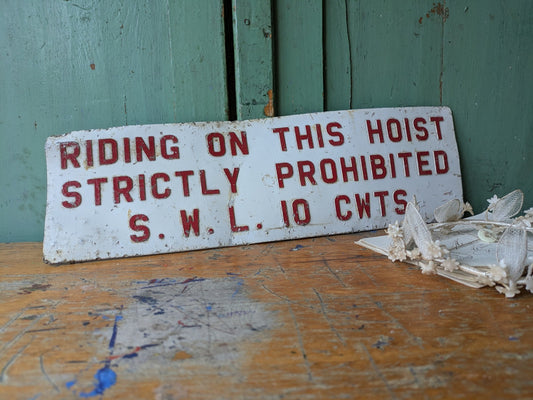 RIDING ON THIS HOIST
STRICTLY PROHIBITED
S.W.L. 10 CWTS